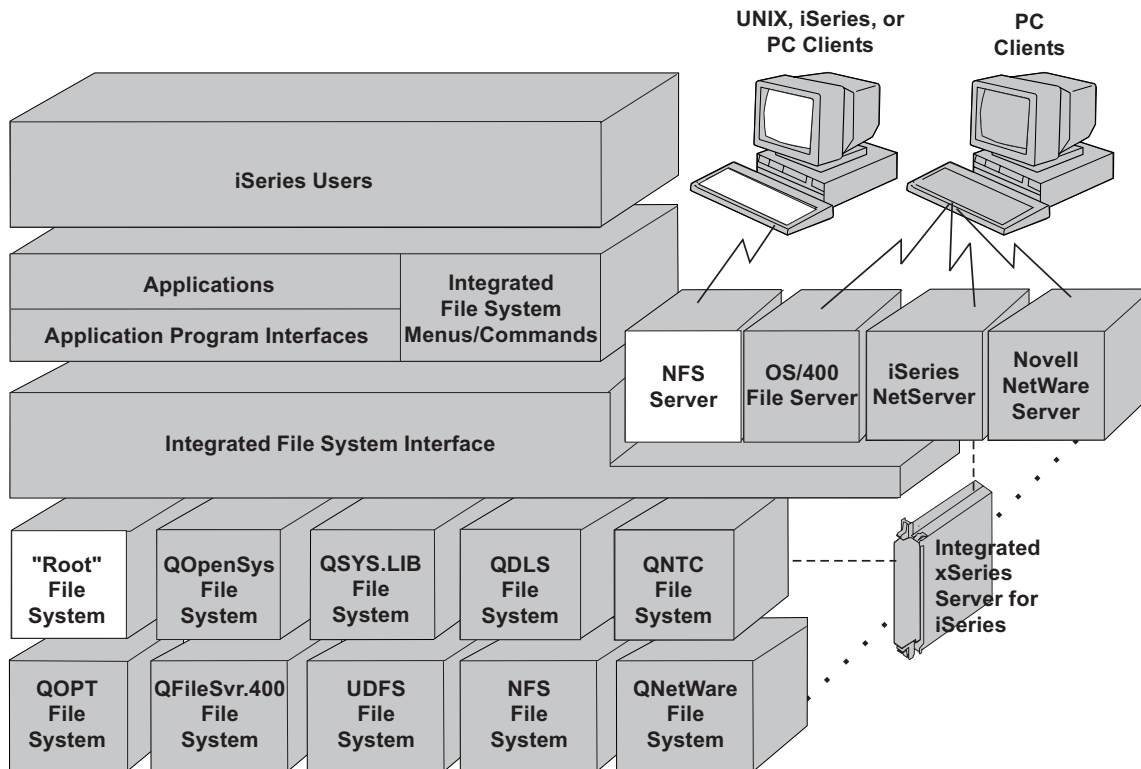 UNIX, iSeries, or
PC Clients
PC
Clients
iSeries Users
Applications
Application Program Interfaces
Integrated
File System
Menus/Commands
NFS
Server
OS/400
File Server
iSeries
NetServer
Novell
NetWare
Server
Integrated File System Interface
"Root"
File
System
QOpenSys
File
System
QSYS.LIB
File
System
QDLS
File
System
QNTC
File
System
Integrated
xSeries
Server for
iSeries
QOPT
File
System
QFileSvr.400
File
System
UDFS
File
System
NFS
File
System
QNetWare
File
System